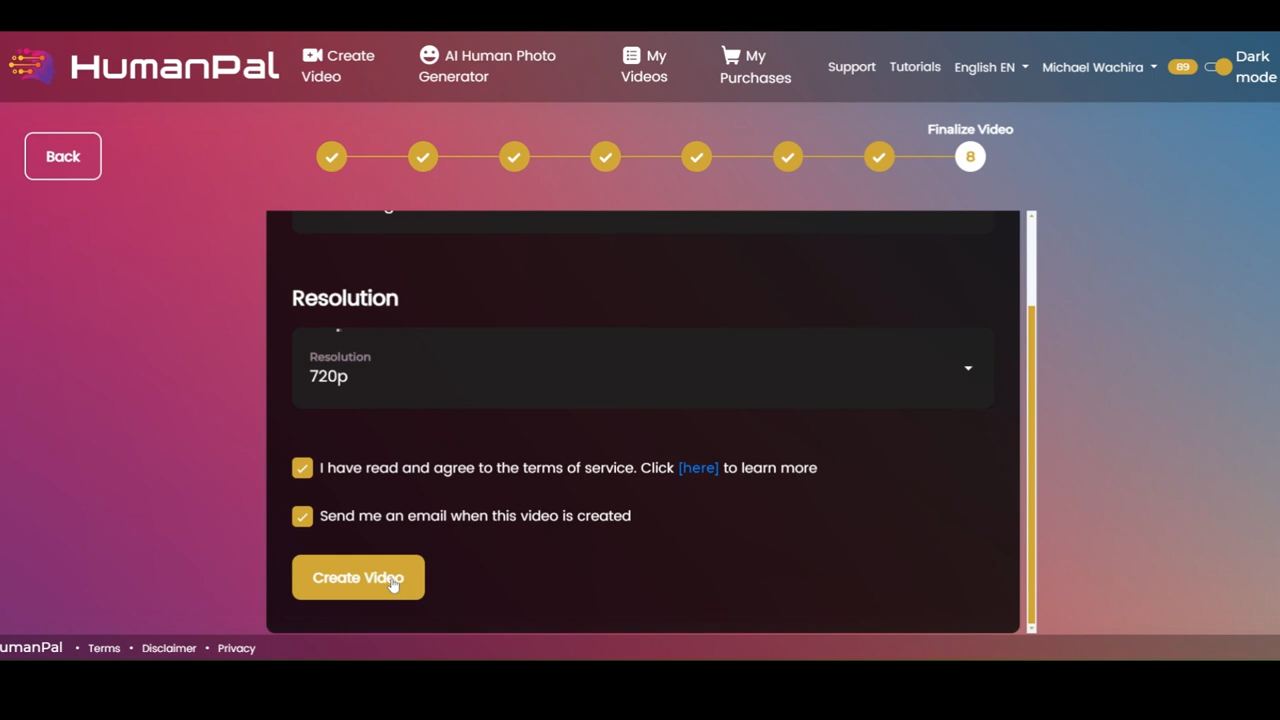 HumanPal
Create
Video
AI Human Photo
Generator
My
Videos
My
Purchases
Support
Tutorials
English EN
Michael Wachira
89
Dark
mode
Back
Finalize Video
8
Resolution
Resolution
720p
I have read and agree to the terms of service. Click [here] to learn more
Send me an email when this video is created
Create Video
umanPal • Terms • Disclaimer • Privacy